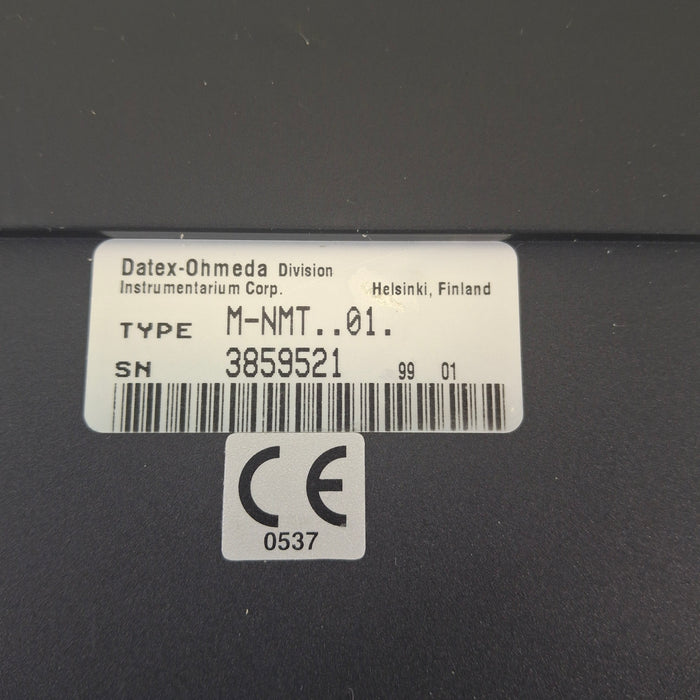 Datex-Ohmeda Division
Instrumentarium Corp. Helsinki, Finland
TYPE M-NMT..01.
SN 3859521 99 01
CE
0537